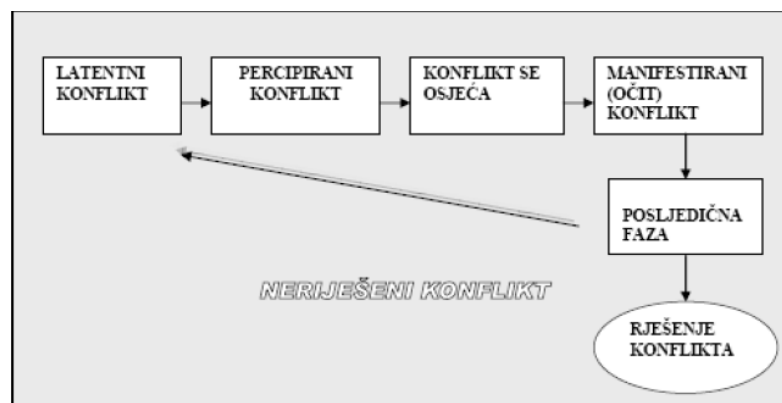 LATENTNI
KONFLIKT
PERCIPIRANI
KONFLIKT
KONFLIKT SE
OSJEĆA
MANIFESTIRANI
(OČIT)
KONFLIKT
POSLJEDIČNA
FAZA
NERIJEŠENI KONFLIKT
RJEŠENJE
KONFLIKTA